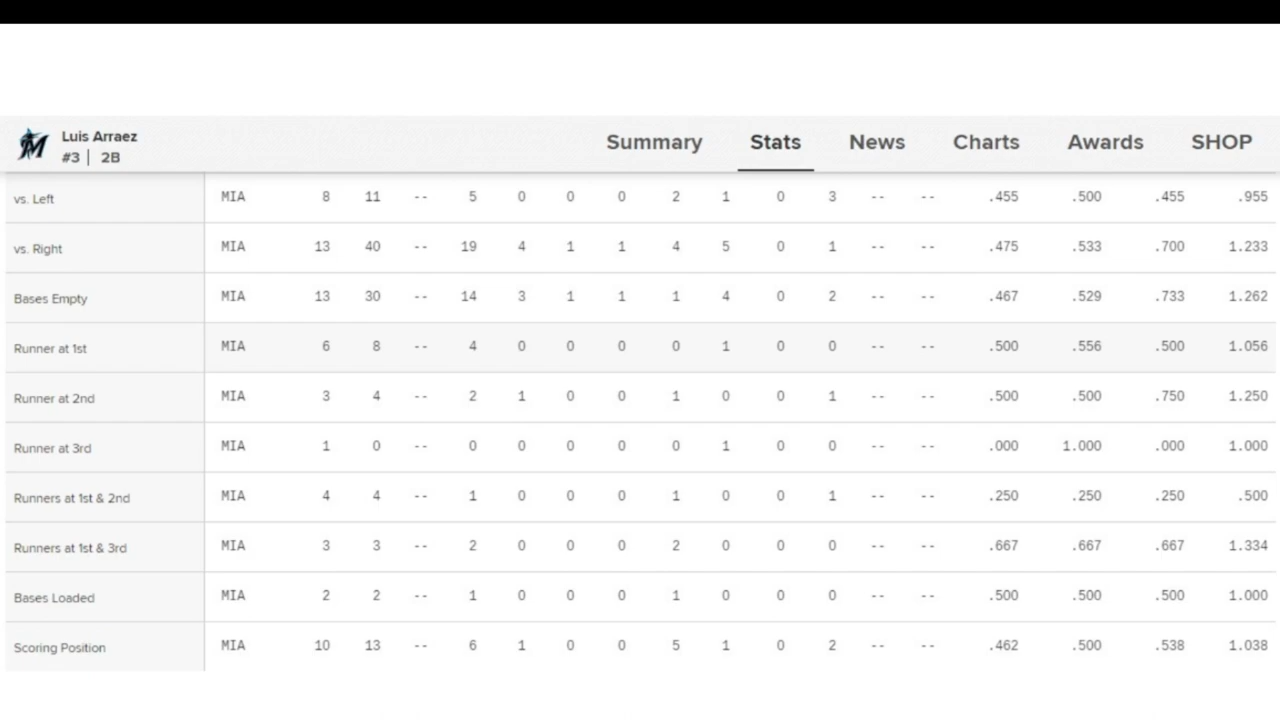 Luis Arraez
#3 | 2B
Summary Stats News Charts Awards SHOP
vs. Left MIA 8 11 -- 5 0 0 0 2 1 0 3 -- -- .455 .500 .455 .955
vs. Right MIA 13 40 -- 19 4 1 1 4 5 0 1 -- -- .475 .533 .700 1.233
Bases Empty MIA 13 30 -- 14 3 1 1 1 4 0 2 -- -- .467 .529 .733 1.262
Runner at 1st MIA 6 8 -- 4 0 0 0 0 1 0 0 -- -- .500 .556 .500 1.056
Runner at 2nd MIA 3 4 -- 2 1 0 0 1 0 0 1 -- -- .500 .500 .750 1.250
Runner at 3rd MIA 1 0 -- 0 0 0 0 0 1 0 0 -- -- .000 1.000 .000 1.000
Runners at 1st & 2nd MIA 4 4 -- 1 0 0 0 1 0 0 1 -- -- .250 .250 .250 .500
Runners at 1st & 3rd MIA 3 3 -- 2 0 0 0 2 0 0 0 -- -- .667 .667 .667 1.334
Bases Loaded MIA 2 2 -- 1 0 0 0 1 0 0 0 -- -- .500 .500 .500 1.000
Scoring Position MIA 10 13 -- 6 1 0 0 5 1 0 2 -- -- .462 .500 .538 1.038